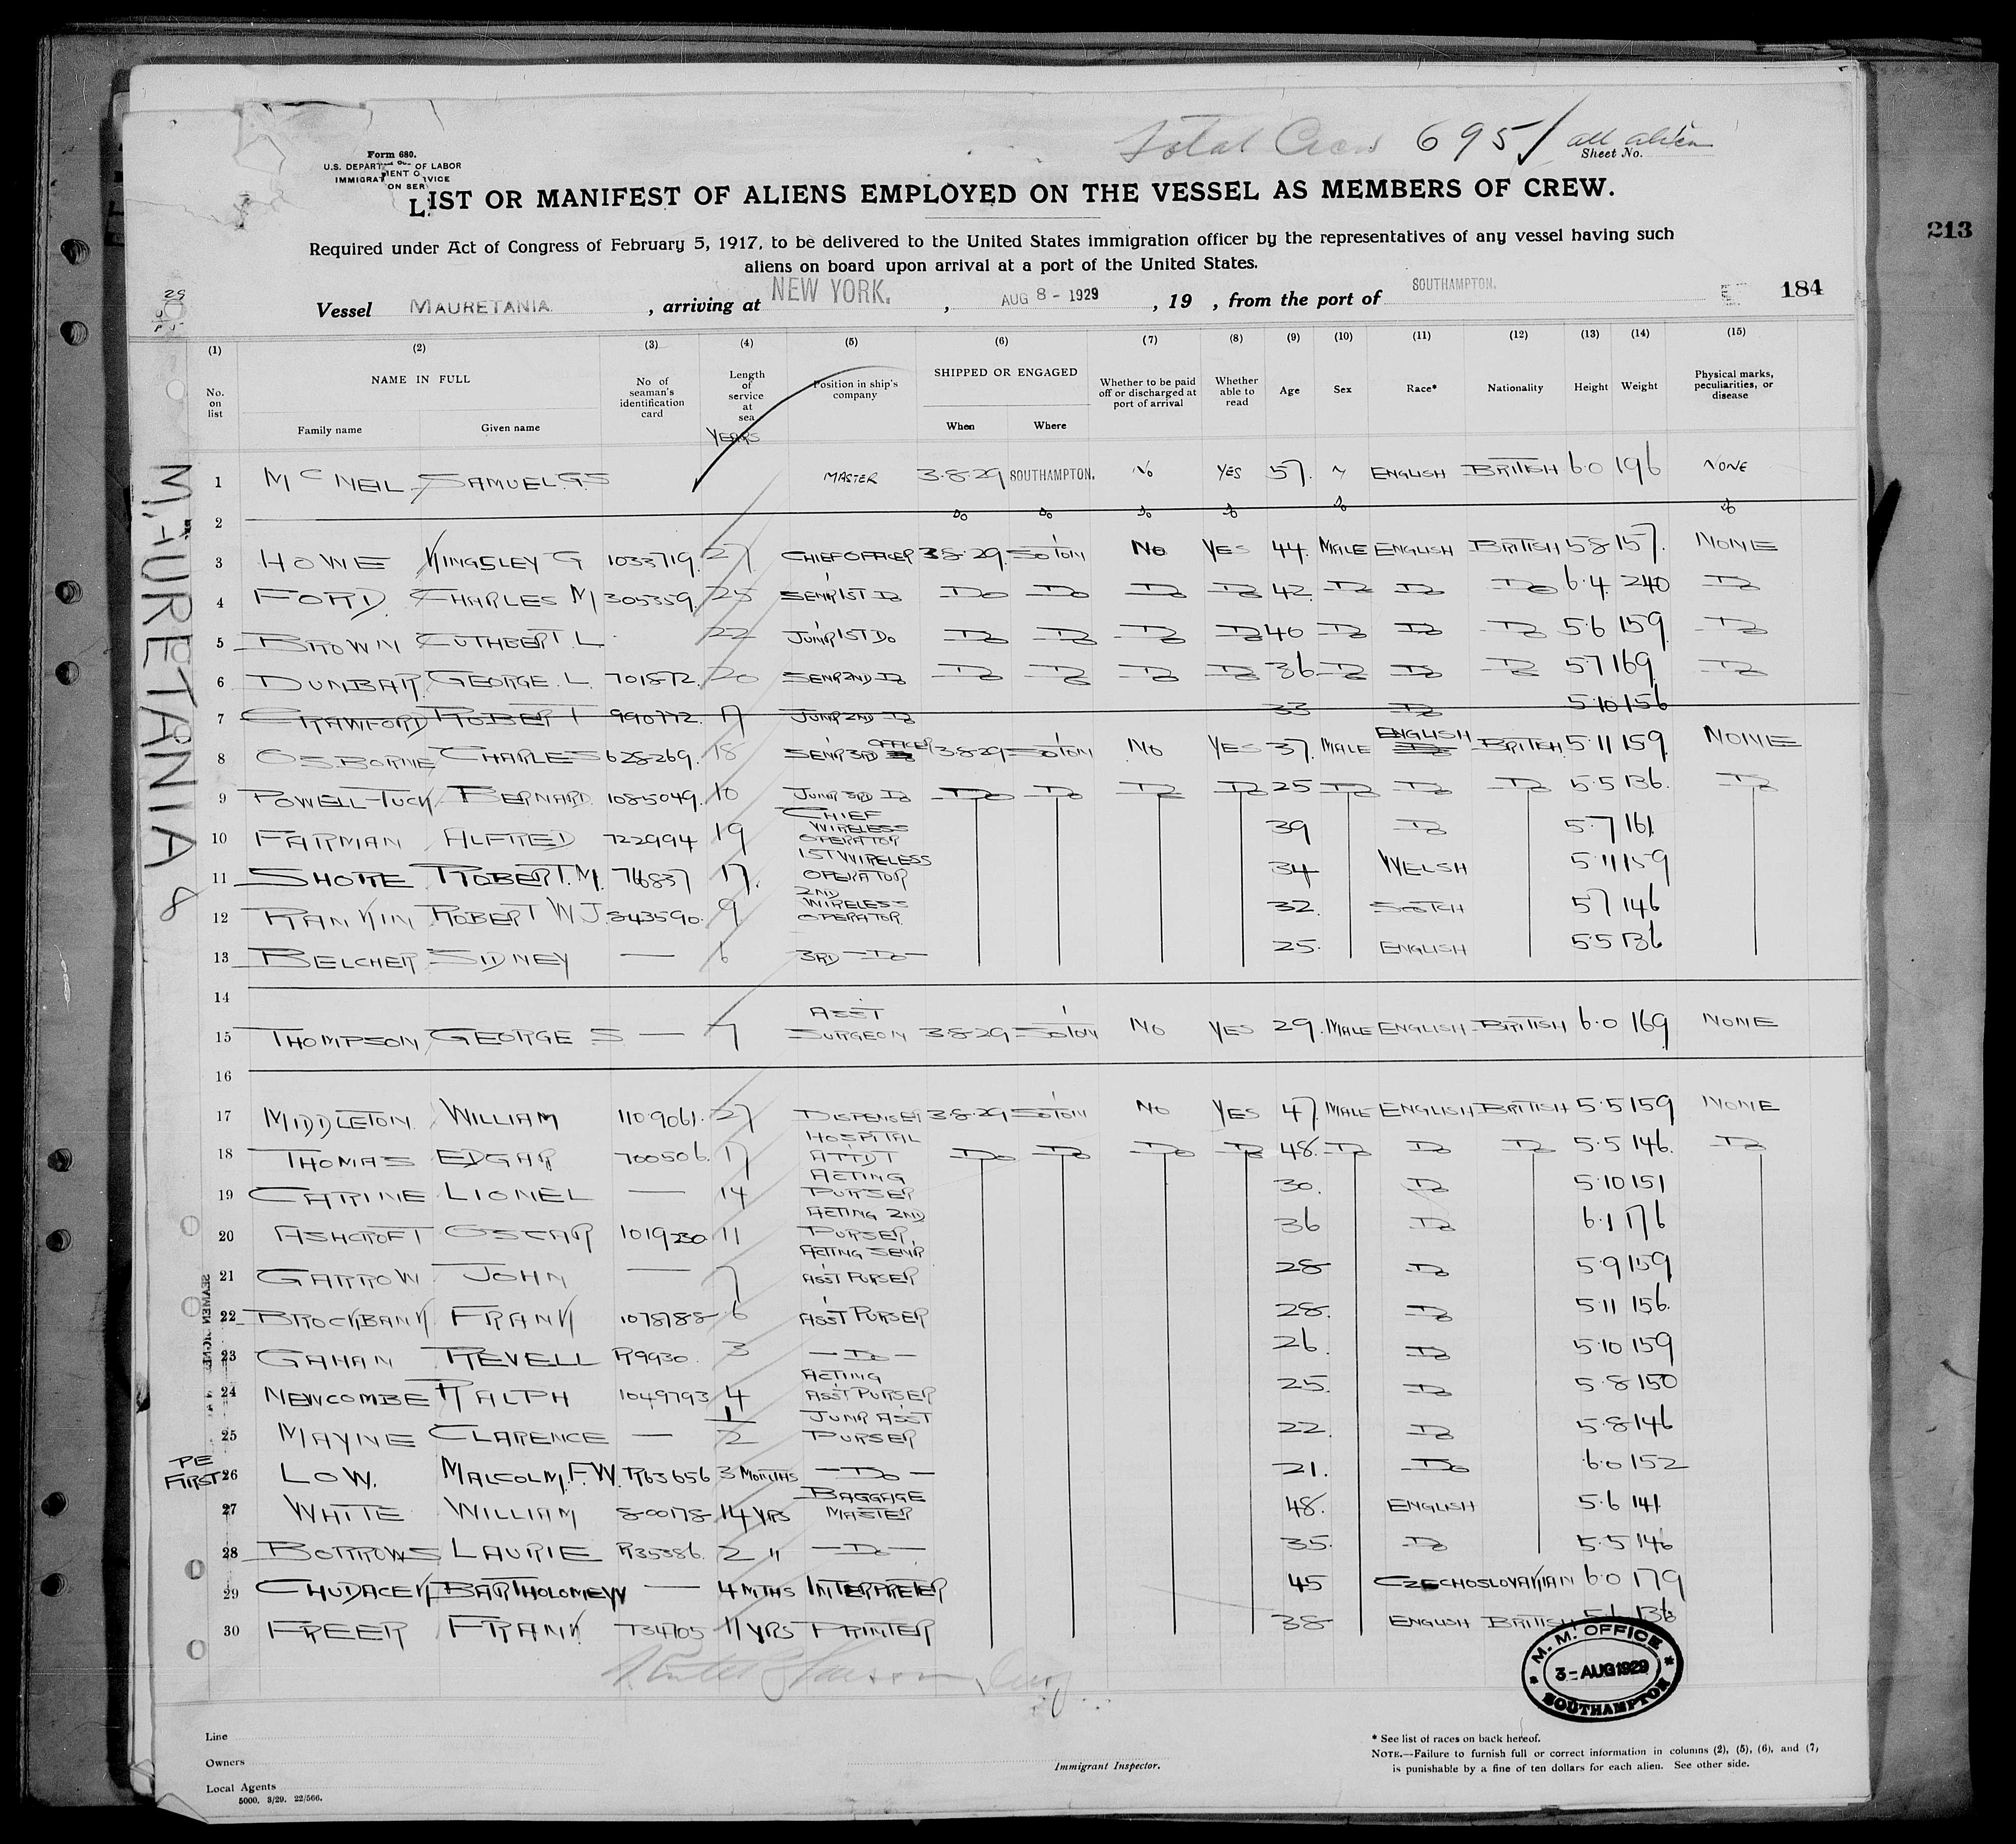 Total Crew 695 / all alien
Form 680.
U.S. DEPARTMENT OF LABOR
IMMIGRATION SERVICE
Sheet No.
LIST OR MANIFEST OF ALIENS EMPLOYED ON THE VESSEL AS MEMBERS OF CREW.
213
Required under Act of Congress of February 5, 1917, to be delivered to the United States immigration officer by the representatives of any vessel having such
aliens on board upon arrival at a port of the United States.
Vessel MAURETANIA , arriving at NEW YORK. , AUG 8 - 1929 , 19 , from the port of SOUTHAMPTON. 184
(1) (2) (3) (4) (5) (6) (7) (8) (9) (10) (11) (12) (13) (14) (15)
No. on list NAME IN FULL Family name Given name No of seaman's identification card Length of service at sea Position in ship's company SHIPPED OR ENGAGED When Where Whether to be paid off or discharged at port of arrival Whether able to read Age Sex Race* Nationality Height Weight Physical marks, peculiarities, or disease
YEARS
1 McNEIL SAMUEL.G.S MASTER 3.8.29 SOUTHAMPTON. No YES 57. M ENGLISH BRITISH 6.0 196 NONE
2 Do Do Do Do Do Do
3 HOWE KINGSLEY G 1033719. 27 CHIEF OFFICER 3.8.29. SO'TON No YES 44. MALE ENGLISH BRITISH 5.8 157. NONE
4 FORD CHARLES M 305359. 25 SENR 1ST Do Do Do Do Do 42. Do Do Do 6.4. 240 Do
5 BROWN CUTHBERT L 22 JUNR 1ST Do Do Do Do Do 40 Do Do Do 5.6 159. Do
6 DUNBAR GEORGE. L. 701872. 20 SENR 2ND Do Do Do Do Do 36 Do Do Do 5.7 169. Do
7 CRAWFORD ROBERT 990772. 17 JUNR 2ND Do 33 Do 5.10 156
8 OSBORNE CHARLES 628269. 18 SENR 3RD OFFICER 3.8.29 SO'TON No YES 37. MALE ENGLISH BRITISH. 5.11 159. NONE
9 POWELL-TUCK BERNARD. 1085049. 10 JUNR 3RD Do Do Do Do Do 25 Do Do Do 5.5 136. Do
10 FARMAN ALFRED 722994 19 CHIEF WIRELESS OPERATOR 39 Do 5.7 161.
11 SHORE ROBERT. M. 716837 17. 1ST WIRELESS OPERATOR 34 WELSH 5.11 159
12 RANKIN ROBERT W J. 843590. 9 2ND WIRELESS OPERATOR 32. SCOTCH 5.7 146
13 BELCHER SIDNEY — 6 3RD —Do— 25. ENGLISH 5.5 136
14
15 THOMPSON GEORGE S — 7 ASST SURGEON 3.8.29 SO'TON No YES 29. MALE ENGLISH BRITISH 6.0 169 NONE
16
17 MIDDLETON. WILLIAM 1109061. 27 DISPENSER 3.8.29 SO'TON No YES 47. MALE ENGLISH BRITISH 5.5 159 NONE
18 THOMAS EDGAR 700506. 17 HOSPITAL ATTDT Do Do Do Do 48. Do Do Do 5.5 146. Do
19 CARINE LIONEL — 14 ACTING PURSER 30. Do 5.10 151
20 ASHCROFT OSCAR 1019230. 11 ACTING 2ND PURSER 36 Do 6.1 176
21 GARROW JOHN — 7 ACTING SENR ASST PURSER 28 Do 5.9 159
22 BROCKBANK FRANK 1078788 6 ASST PURSER 28. Do 5.11 156.
23 GAHAN REVELL R9930. 3 —Do— 26. Do 5.10 159
24 NEWCOMBE RALPH 1049793 4 ACTING ASST PURSER 25. Do 5.8 150
25 MAYNE CLARENCE — 1/2 JUNR ASST PURSER 22. Do 5.8 146
PE FIRST 26 LOW. MALCOLM. F.W. R63656 3 MONTHS —Do— 21. Do 6.0 152
27 WHITE WILLIAM 800178 14 YRS BAGGAGE MASTER 48. ENGLISH 5.6 141.
28 BORROWS LAURIE R35386. 2 " —Do— 35. Do 5.5 146
29 CHUDACEK BARTHOLOMEW — 4 MTHS INTERPRETER 45 CZECHOSLOVAKIAN 6.0 179
30 FREER FRANK 734705 11 YRS PRINTER 38 ENGLISH BRITISH 5.6 136
MAURETANIA 8
M. M. OFFICE
3 - AUG 1929
SOUTHAMPTON
Line
Owners
Local Agents
5000. 3/29. 22/566.
Immigrant Inspector.
* See list of races on back hereof.
NOTE.—Failure to furnish full or correct information in columns (2), (5), (6), and (7,
is punishable by a fine of ten dollars for each alien. See other side.